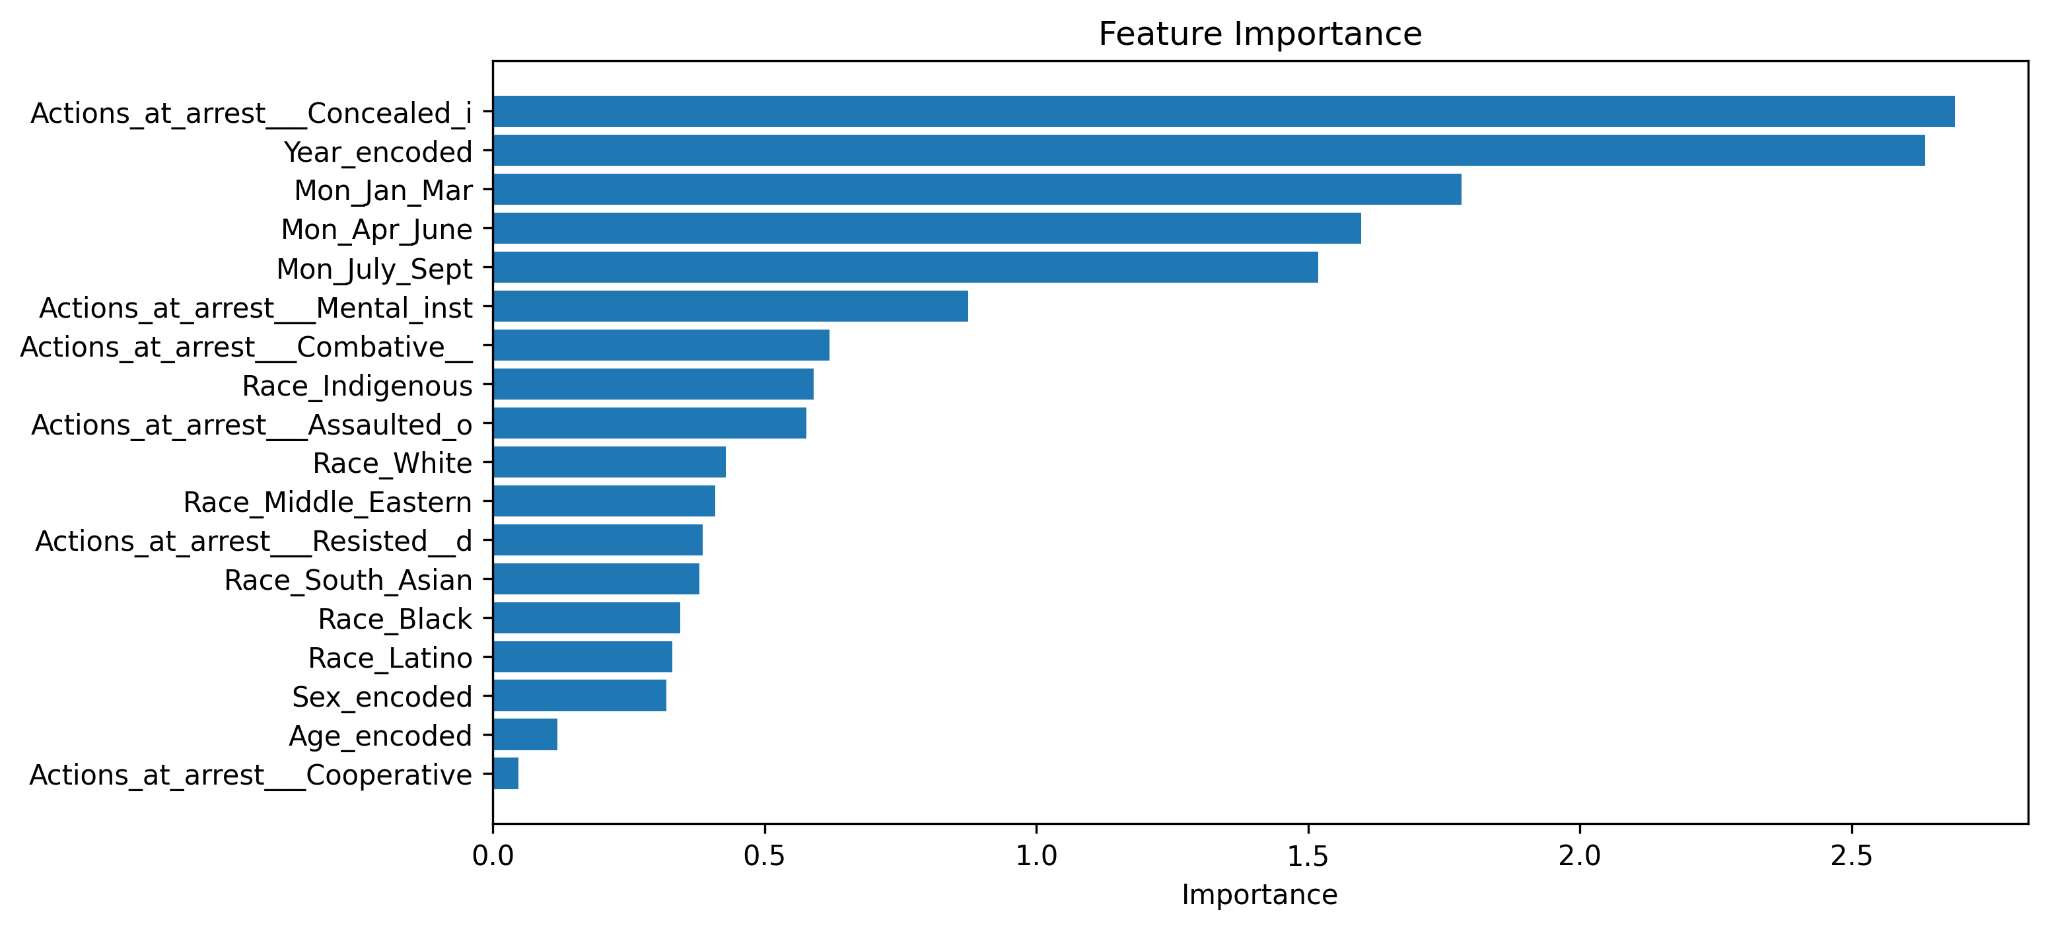 Feature Importance
Actions_at_arrest___Concealed_i
Year_encoded
Mon_Jan_Mar
Mon_Apr_June
Mon_July_Sept
Actions_at_arrest___Mental_inst
Actions_at_arrest___Combative__
Race_Indigenous
Actions_at_arrest___Assaulted_o
Race_White
Race_Middle_Eastern
Actions_at_arrest___Resisted__d
Race_South_Asian
Race_Black
Race_Latino
Sex_encoded
Age_encoded
Actions_at_arrest___Cooperative
0.0 0.5 1.0 1.5 2.0 2.5
Importance